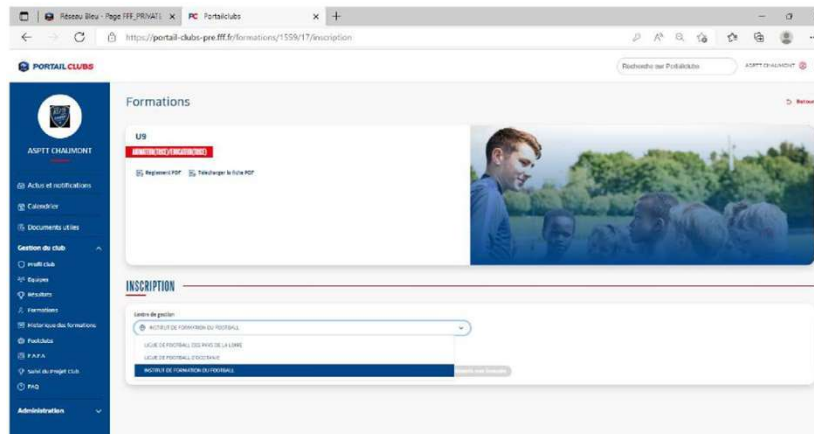 Réseau Bleu - Page FFF_PRIVATE
Portailclubs
https://portail-clubs-pre.fff.fr/formations/1559/17/inscription
PORTAIL CLUBS
Recherche sur Portailclubs
ASPTT CHAUMONT
ASPTT CHAUMONT
Actus et notifications
Calendrier
Documents utiles
Gestion du club
Profil club
Equipes
Résultats
Formations
Historique des formations
Footclubs
F.A.F.A
Suivi du Projet Club
FAQ
Administration
Formations
Retour
U9
Règlement PDF
Télécharger la fiche PDF
INSCRIPTION
Centre de gestion
INSTITUT DE FORMATION DU FOOTBALL
LIGUE DE FOOTBALL DES PAYS DE LA LOIRE
LIGUE DE FOOTBALL D'OCCITANIE
INSTITUT DE FORMATION DU FOOTBALL